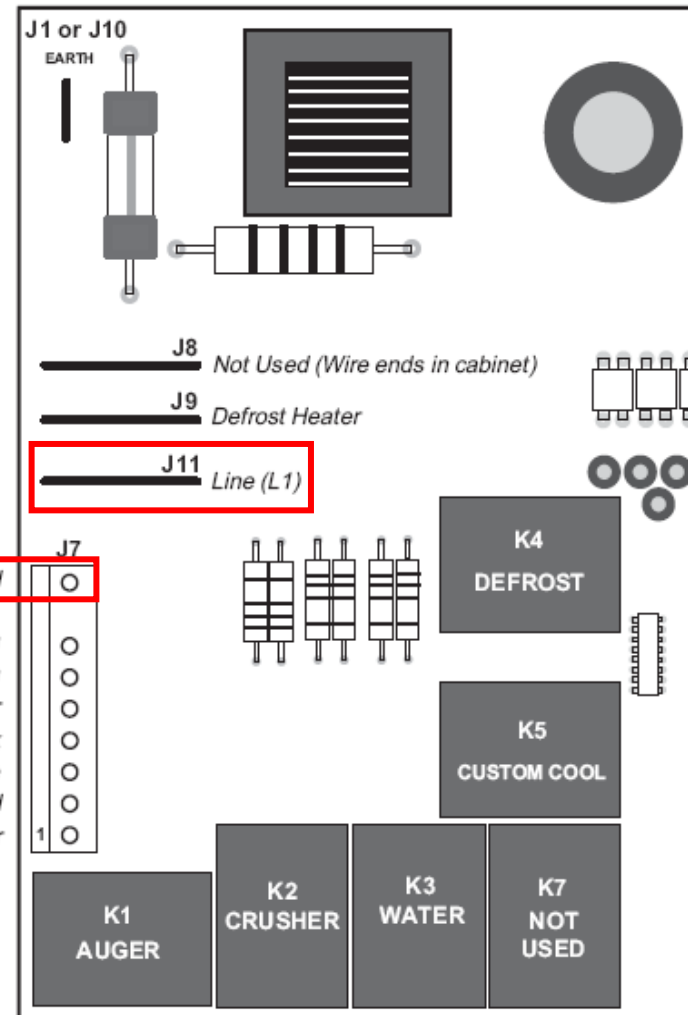 J1 or J10
EARTH
J8
Not Used (Wire ends in cabinet)
J9
Defrost Heater
J11
Line (L1)
J7
1
K4
DEFROST
K5
CUSTOM COOL
K1
AUGER
K2
CRUSHER
K3
WATER
K7
NOT
USED